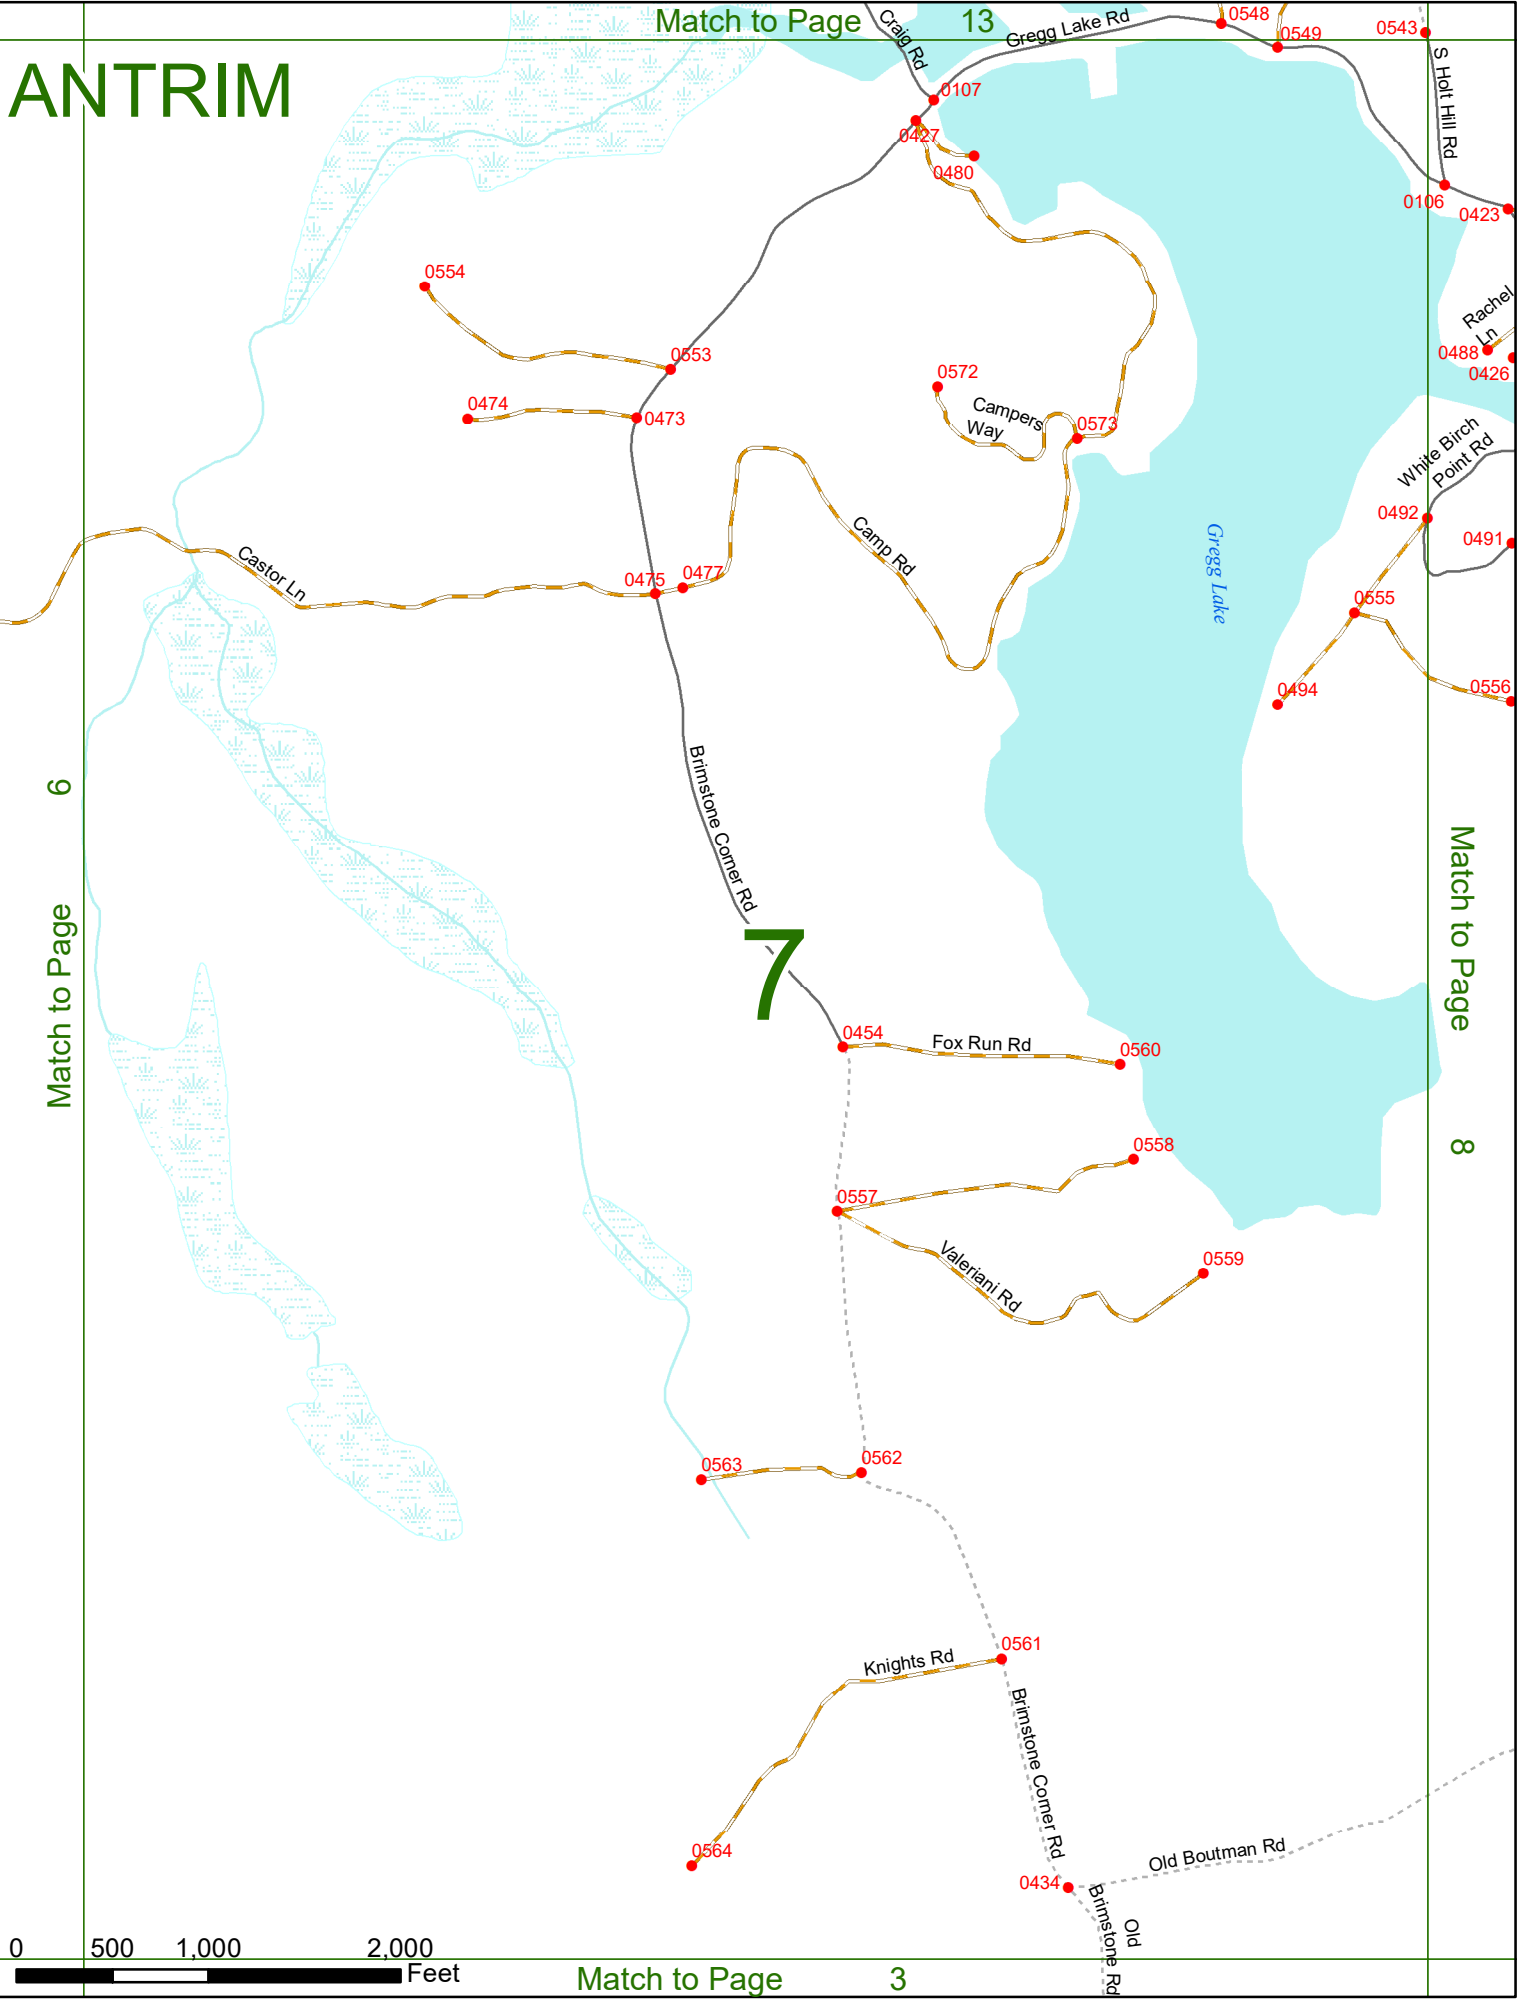 Match to Page 13
ANTRIM
Craig Rd
Gregg Lake Rd
0548
0549
0543
S Holt Hill Rd
0107
0427
0480
0106
0423
0554
0553
0474
0473
0572
Campers
Way
0573
Rachel
Ln
0488
0426
White Birch
Point Rd
0492
0491
Gregg Lake
Castor Ln
0475
0477
Camp Rd
0555
0494
0556
Match to Page 6
Brimstone Corner Rd
7
Match to Page 8
0454
Fox Run Rd
0560
0558
0557
Valeriani Rd
0559
0563
0562
0561
Knights Rd
Brimstone Corner Rd
0564
0434
Old Boutman Rd
Old
Brimstone Rd
0 500 1,000 2,000
Feet
Match to Page 3